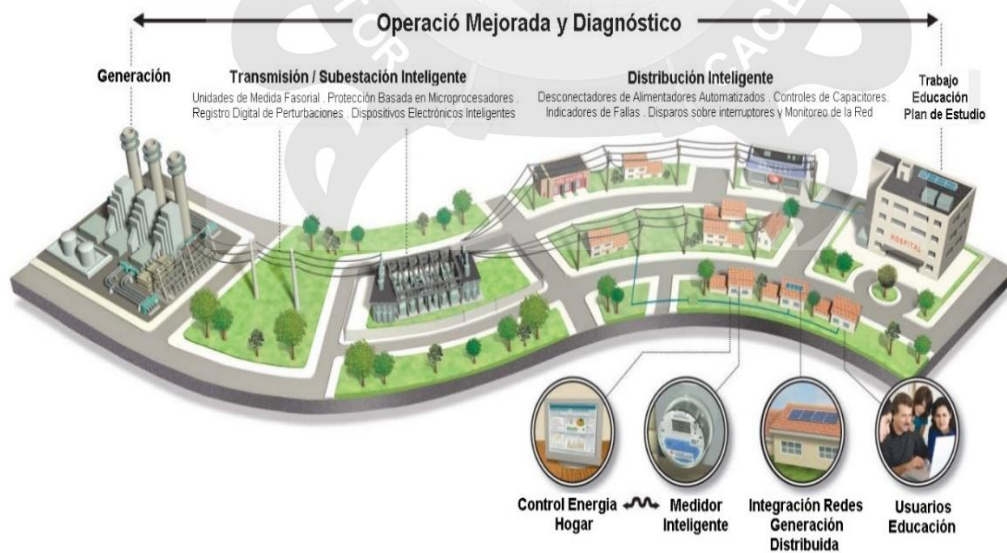 Operació Mejorada y Diagnóstico
Generación
Transmisión / Subestación Inteligente
Unidades de Medida Fasorial . Protección Basada en Microprocesadores .
Registro Digital de Perturbaciones . Dispositivos Electrónicos Inteligentes
Distribución Inteligente
Desconectadores de Alimentadores Automatizados . Controles de Capacitores.
Indicadores de Fallas . Disparos sobre interruptores y Monitoreo de la Red
Trabajo
Educación
Plan de Estudio
TOR
CACE
HOSPITAL
Control Energia
Hogar
Medidor
Inteligente
Integración Redes
Generación
Distribuida
Usuarios
Educación